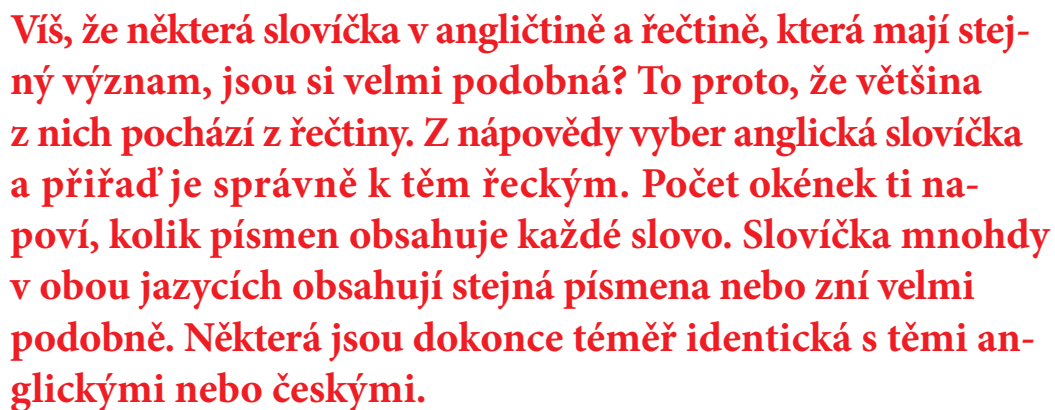 Víš, že některá slovíčka v angličtině a řečtině, která mají stej-
ný význam, jsou si velmi podobná? To proto, že většina
z nich pochází z řečtiny. Z nápovědy vyber anglická slovíčka
a přiřaď je správně k těm řeckým. Počet okének ti na-
poví, kolik písmen obsahuje každé slovo. Slovíčka mnohdy
v obou jazycích obsahují stejná písmena nebo zní velmi
podobně. Některá jsou dokonce téměř identická s těmi an-
glickými nebo českými.